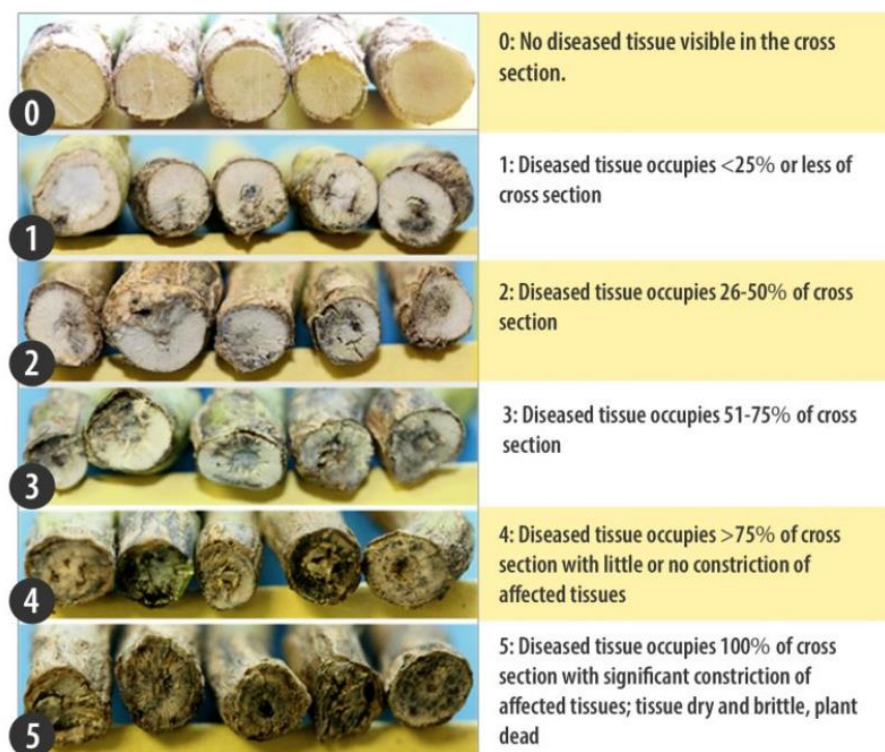 0
0: No diseased tissue visible in the cross
section.
1
1: Diseased tissue occupies <25% or less of
cross section
2
2: Diseased tissue occupies 26-50% of cross
section
3
3: Diseased tissue occupies 51-75% of cross
section
4
4: Diseased tissue occupies >75% of cross
section with little or no constriction of
affected tissues
5
5: Diseased tissue occupies 100% of cross
section with significant constriction of
affected tissues; tissue dry and brittle, plant
dead